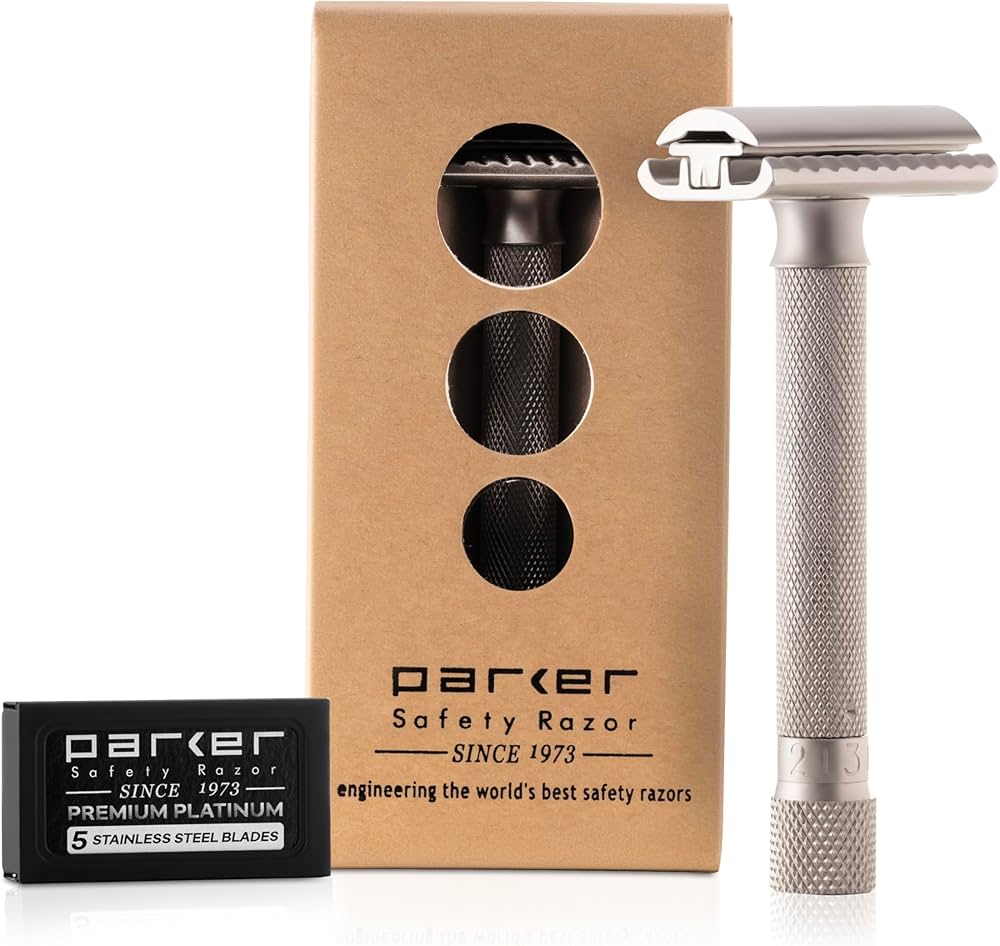 parker
Safety Razor
SINCE 1973
engineering the world's best safety razors
parker
Safety Razor
SINCE 1973
PREMIUM PLATINUM
5 STAINLESS STEEL BLADES
2 3